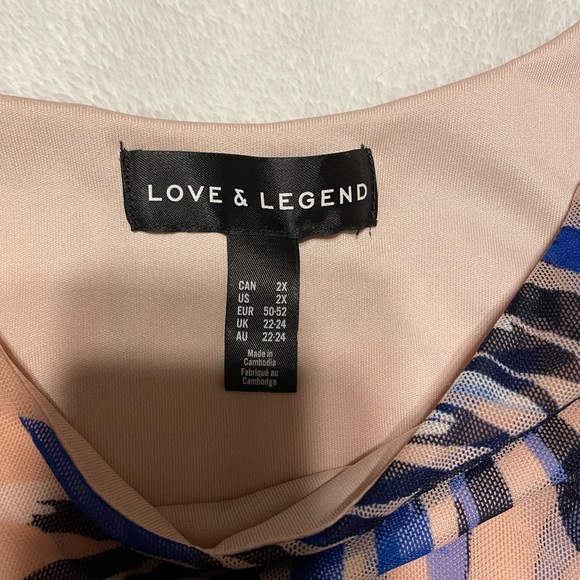 LOVE & LEGEND
CAN 2X
US 2X
EUR 50-52
UK 22-24
AU 22-24
Made in
Cambodia
Fabriqué au
Cambodge